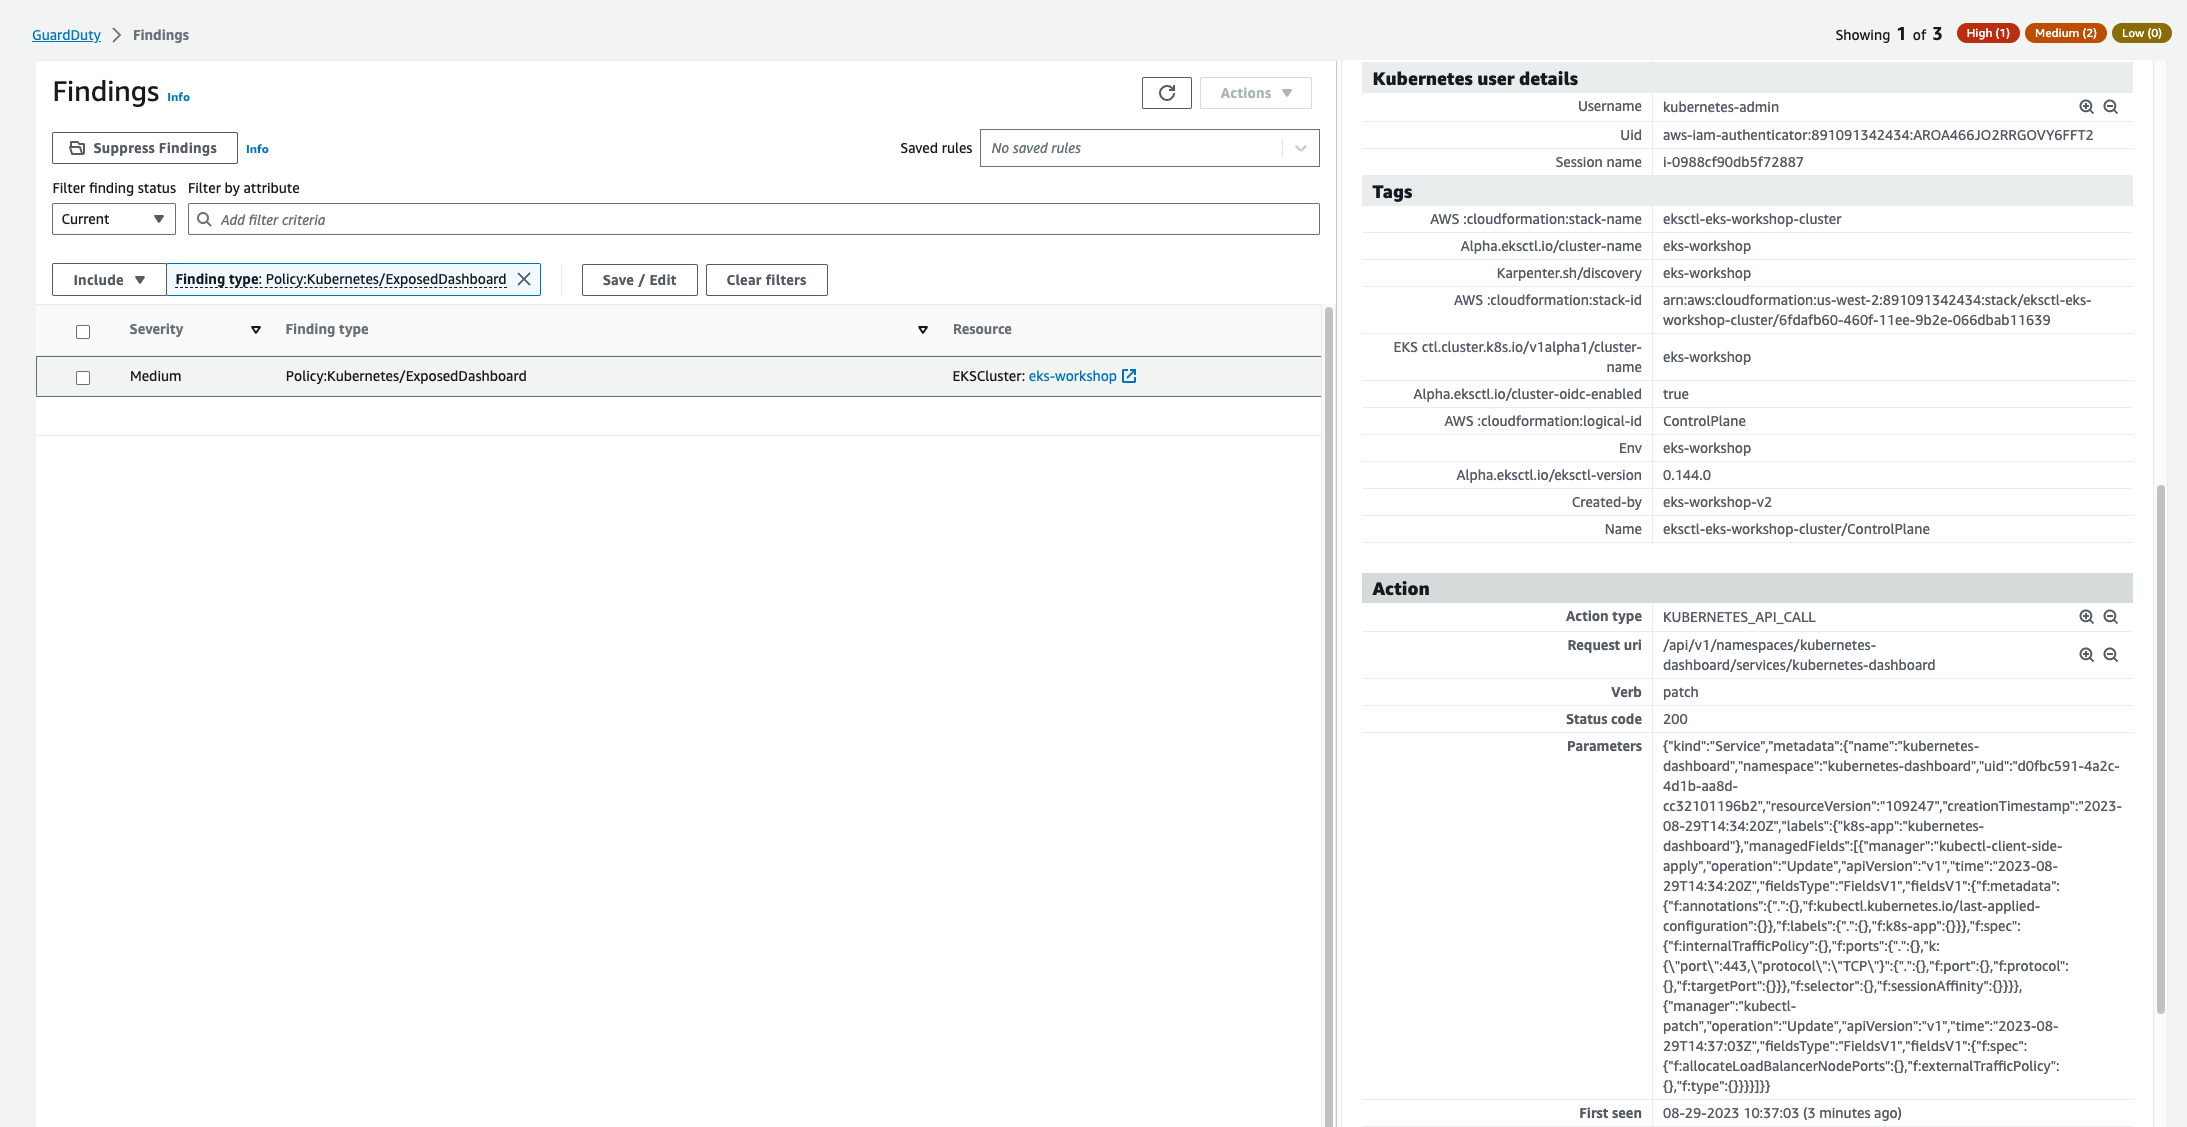 GuardDuty > Findings
Showing 1 of 3 High (1) Medium (2) Low (0)
Findings Info
Actions
Suppress Findings Info
Saved rules No saved rules
Filter finding status Filter by attribute
Current Add filter criteria
Include Finding type: Policy:Kubernetes/ExposedDashboard Save / Edit Clear filters
Severity Finding type Resource
Medium Policy:Kubernetes/ExposedDashboard EKSCluster: eks-workshop
Kubernetes user details
Username kubernetes-admin
Uid aws-iam-authenticator:891091342434:AROA466JO2RRGOVY6FFT2
Session name i-0988cf90db5f72887
Tags
AWS :cloudformation:stack-name eksctl-eks-workshop-cluster
Alpha.eksctl.io/cluster-name eks-workshop
Karpenter.sh/discovery eks-workshop
AWS :cloudformation:stack-id arn:aws:cloudformation:us-west-2:891091342434:stack/eksctl-eks-
workshop-cluster/6fdafb60-460f-11ee-9b2e-066dbab11639
EKS ctl.cluster.k8s.io/v1alpha1/cluster-
name eks-workshop
Alpha.eksctl.io/cluster-oidc-enabled true
AWS :cloudformation:logical-id ControlPlane
Env eks-workshop
Alpha.eksctl.io/eksctl-version 0.144.0
Created-by eks-workshop-v2
Name eksctl-eks-workshop-cluster/ControlPlane
Action
Action type KUBERNETES_API_CALL
Request uri /api/v1/namespaces/kubernetes-
dashboard/services/kubernetes-dashboard
Verb patch
Status code 200
Parameters {"kind":"Service","metadata":{"name":"kubernetes-
dashboard","namespace":"kubernetes-dashboard","uid":"d0fbc591-4a2c-
4d1b-aa8d-
cc32101196b2","resourceVersion":"109247","creationTimestamp":"2023-
08-29T14:34:20Z","labels":{"k8s-app":"kubernetes-
dashboard"},"managedFields":[{"manager":"kubectl-client-side-
apply","operation":"Update","apiVersion":"v1","time":"2023-08-
29T14:34:20Z","fieldsType":"FieldsV1","fieldsV1":{"f:metadata":
{"f:annotations":{".":{},"f:kubectl.kubernetes.io/last-applied-
configuration":{}},"f:labels":{".":{},"f:k8s-app":{}}},"f:spec":
{"f:internalTrafficPolicy":{},"f:ports":{".":{},"k:
{\"port\":443,\"protocol\":\"TCP\"}":{".":{},"f:port":{},"f:protocol":
{},"f:targetPort":{}}},"f:selector":{},"f:sessionAffinity":{}}}},
{"manager":"kubectl-
patch","operation":"Update","apiVersion":"v1","time":"2023-08-
29T14:37:03Z","fieldsType":"FieldsV1","fieldsV1":{"f:spec":
{"f:allocateLoadBalancerNodePorts":{},"f:externalTrafficPolicy":
{},"f:type":{}}}}]}}
First seen 08-29-2023 10:37:03 (3 minutes ago)